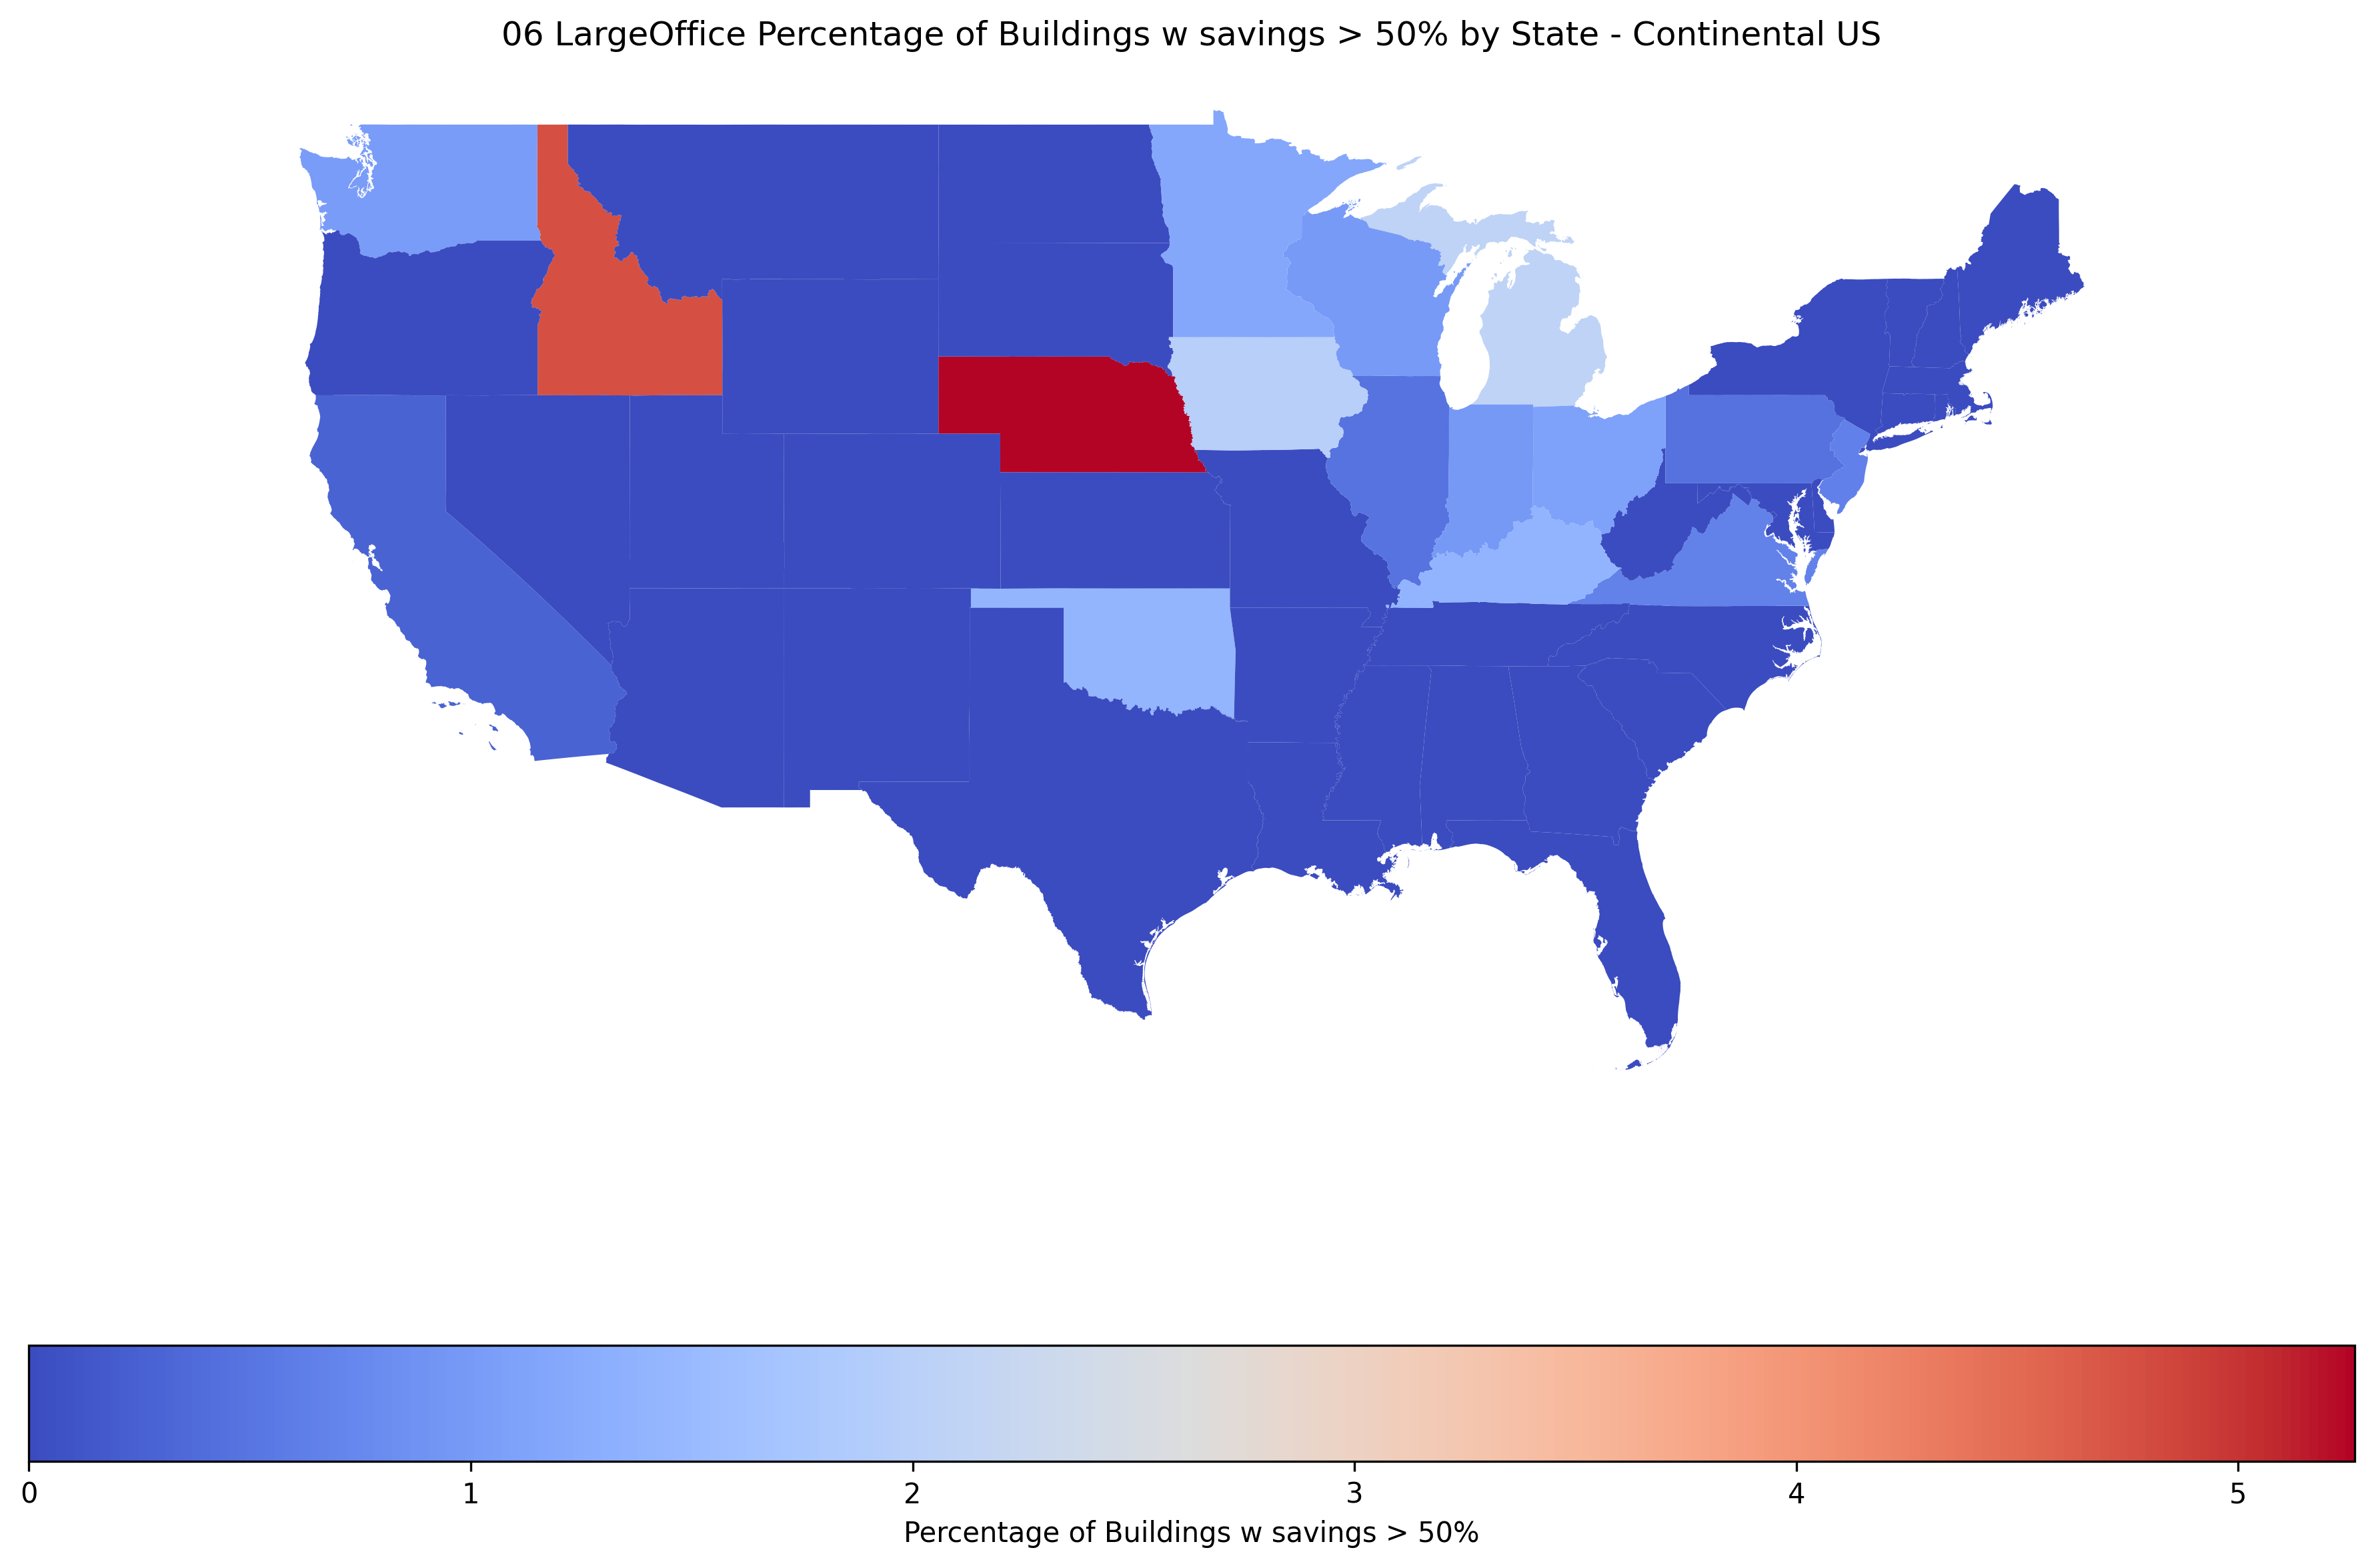 06 LargeOffice Percentage of Buildings w savings > 50% by State - Continental US
0 1 2 3 4 5
Percentage of Buildings w savings > 50%